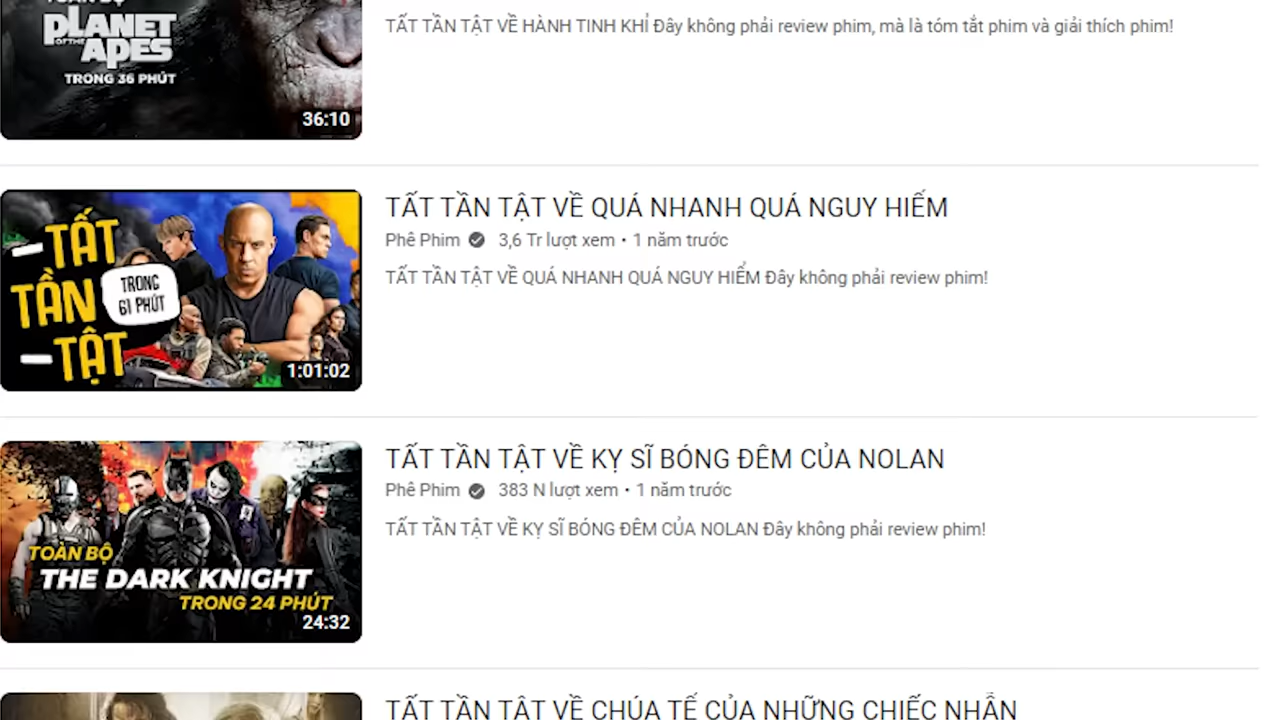 TOÀN BỘ
PLANET
OF THE
APES
TRONG 36 PHÚT
36:10
TẤT TẦN TẬT VỀ HÀNH TINH KHỈ Đây không phải review phim, mà là tóm tắt phim và giải thích phim!
TẤT
TẦN
TẬT
TRONG
61 PHÚT
1:01:02
TẤT TẦN TẬT VỀ QUÁ NHANH QUÁ NGUY HIỂM
Phê Phim 3,6 Tr lượt xem • 1 năm trước
TẤT TẦN TẬT VỀ QUÁ NHANH QUÁ NGUY HIỂM Đây không phải review phim!
TOÀN BỘ
THE DARK KNIGHT
TRONG 24 PHÚT
24:32
TẤT TẦN TẬT VỀ KỴ SĨ BÓNG ĐÊM CỦA NOLAN
Phê Phim 383 N lượt xem • 1 năm trước
TẤT TẦN TẬT VỀ KỴ SĨ BÓNG ĐÊM CỦA NOLAN Đây không phải review phim!
TẤT TẦN TẬT VỀ CHÚA TẾ CỦA NHỮNG CHIẾC NHẪN